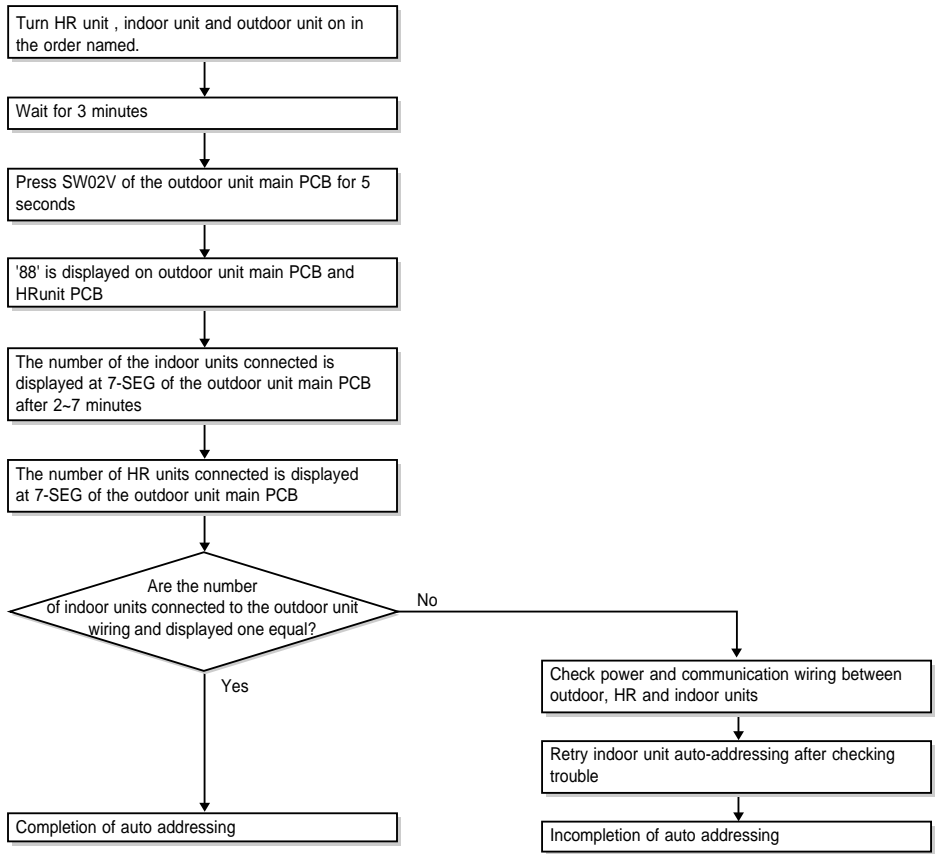 Turn HR unit , indoor unit and outdoor unit on in
the order named.
Wait for 3 minutes
Press SW02V of the outdoor unit main PCB for 5
seconds
'88' is displayed on outdoor unit main PCB and
HRunit PCB
The number of the indoor units connected is
displayed at 7-SEG of the outdoor unit main PCB
after 2~7 minutes
The number of HR units connected is displayed
at 7-SEG of the outdoor unit main PCB
Are the number
of indoor units connected to the outdoor unit
wiring and displayed one equal?
No
Yes
Check power and communication wiring between
outdoor, HR and indoor units
Retry indoor unit auto-addressing after checking
trouble
Completion of auto addressing
Incompletion of auto addressing